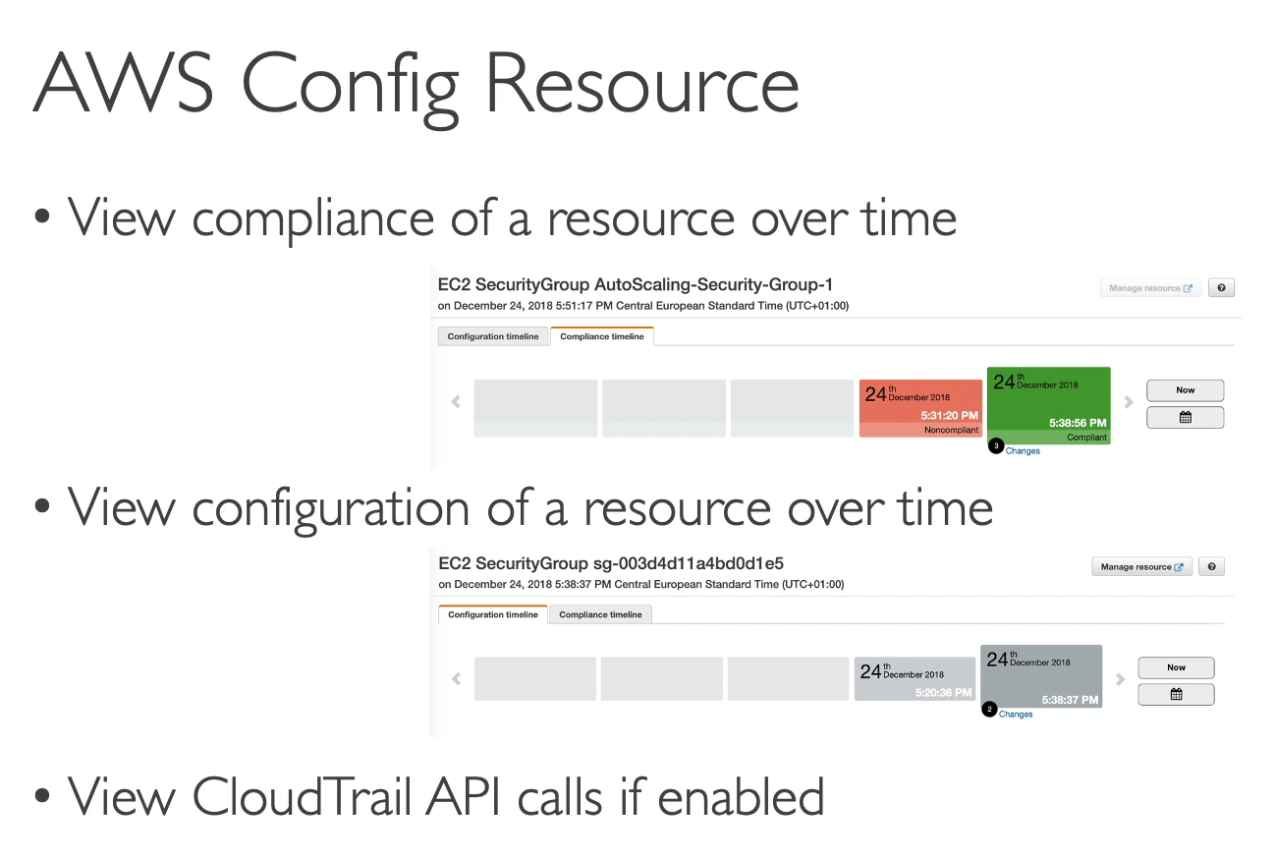 AWS Config Resource
• View compliance of a resource over time
EC2 SecurityGroup AutoScaling-Security-Group-1
Manage resource
on December 24, 2018 5:51:17 PM Central European Standard Time (UTC+01:00)
Configuration timeline Compliance timeline
24th December 2018
5:31:20 PM
Noncompliant
24th December 2018
5:38:56 PM
Compliant
3 Changes
Now
• View configuration of a resource over time
EC2 SecurityGroup sg-003d4d11a4bd0d1e5
Manage resource
on December 24, 2018 5:38:37 PM Central European Standard Time (UTC+01:00)
Configuration timeline Compliance timeline
24th December 2018
5:20:36 PM
24th December 2018
5:38:37 PM
2 Changes
Now
• View CloudTrail API calls if enabled